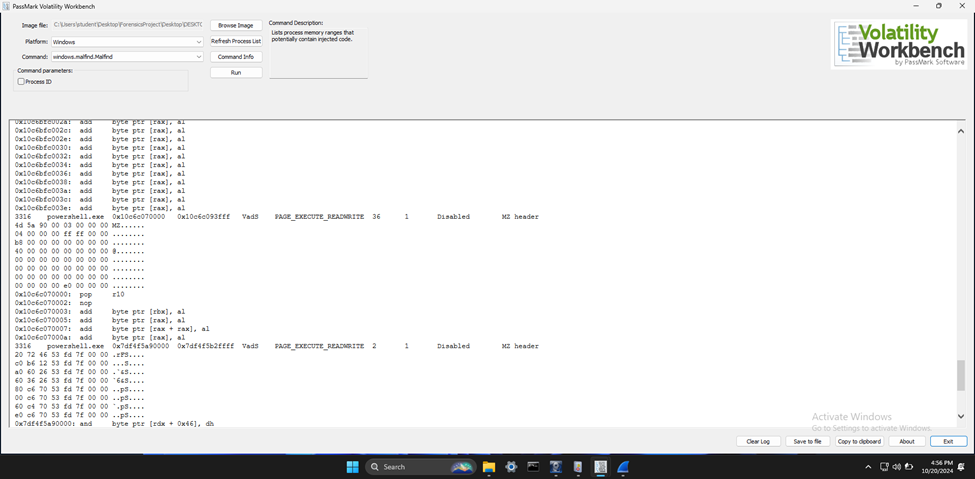 PassMark Volatility Workbench
Image file: C:\Users\student\Desktop\ForensicsProject\Desktop\DESKTC Browse Image
Platform: Windows Refresh Process List
Command: windows.malfind.Malfind Command Info
Command parameters: Run
Process ID
Command Description:
Lists process memory ranges that
potentially contain injected code.
Volatility
Workbench
by PassMark Software
0x10c6bfc002a: add byte ptr [rax], al
0x10c6bfc002c: add byte ptr [rax], al
0x10c6bfc002e: add byte ptr [rax], al
0x10c6bfc0030: add byte ptr [rax], al
0x10c6bfc0032: add byte ptr [rax], al
0x10c6bfc0034: add byte ptr [rax], al
0x10c6bfc0036: add byte ptr [rax], al
0x10c6bfc0038: add byte ptr [rax], al
0x10c6bfc003a: add byte ptr [rax], al
0x10c6bfc003c: add byte ptr [rax], al
0x10c6bfc003e: add byte ptr [rax], al
3316 powershell.exe 0x10c6c070000 0x10c6c093fff VadS PAGE_EXECUTE_READWRITE 36 1 Disabled MZ header
4d 5a 90 00 03 00 00 00 MZ......
04 00 00 00 ff ff 00 00 ........
b8 00 00 00 00 00 00 00 ........
40 00 00 00 00 00 00 00 @.......
00 00 00 00 00 00 00 00 ........
00 00 00 00 00 00 00 00 ........
00 00 00 00 00 00 00 00 ........
00 00 00 00 e0 00 00 00 ........
0x10c6c070000: pop r10
0x10c6c070002: nop
0x10c6c070003: add byte ptr [rbx], al
0x10c6c070005: add byte ptr [rax], al
0x10c6c070007: add byte ptr [rax + rax], al
0x10c6c07000a: add byte ptr [rax], al
3316 powershell.exe 0x7df4f5a90000 0x7df4f5b2ffff VadS PAGE_EXECUTE_READWRITE 2 1 Disabled MZ header
20 72 46 53 fd 7f 00 00 .rFS....
c0 b6 12 53 fd 7f 00 00 ...S....
a0 60 26 53 fd 7f 00 00 .`&S....
60 36 26 53 fd 7f 00 00 `6&S....
80 c6 70 53 fd 7f 00 00 ..pS....
00 c6 70 53 fd 7f 00 00 ..pS....
60 c4 70 53 fd 7f 00 00 `.pS....
e0 c6 70 53 fd 7f 00 00 ..pS....
0x7df4f5a90000: and byte ptr [rdx + 0x46], dh
Activate Windows
Go to Settings to activate Windows.
Clear Log Save to file Copy to clipboard About Exit
Search
4:56 PM
10/20/2024